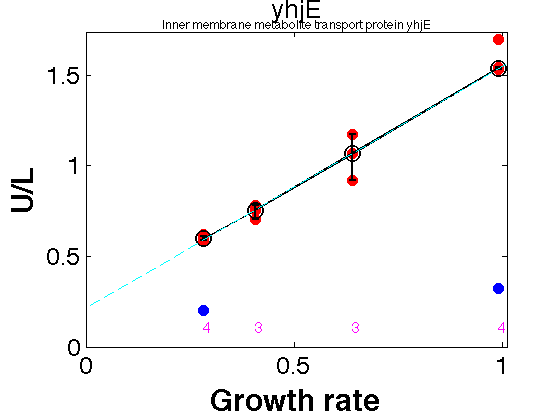 yhjE
Inner membrane metabolite transport protein yhjE
1.5
1
0.5
0
U/L
4
3
3
4
0
0.5
1
Growth rate